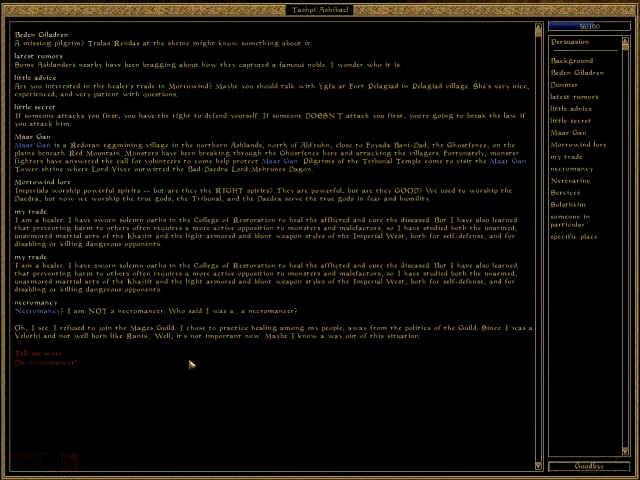 Tashpi Ashibael
Beden Giladren
A missing pilgrim? Tralas Rendas at the shrine might know something about it.
latest rumors
Some Ashlanders nearby have been bragging about how they captured a famous noble. I wonder who it is.
little advice
Are you interested in the healer's trade in Morrowind? Maybe you should talk with Ygfa at Fort Pelagiad in Pelagiad village. She's very nice,
experienced, and very patient with questions.
little secret
If someone attacks you first, you have the right to defend yourself. If someone DOESN'T attack you first, you're going to break the law if
you attack him.
Maar Gan
Maar Gan is a Redoran eggmining village in the northern Ashlands, north of Ald'ruhn, close to Foyada Bani-Dad, the Ghostfence, on the
plains beneath Red Mountain. Monsters have been breaking through the Ghostfence here and attacking the villagers. Fortunately, monster
fighters have answered the call for volunteers to come help protect Maar Gan. Pilgrims of the Tribunal Temple come to visit the Maar Gan
Tower shrine where Lord Vivec outwitted the Bad Daedra Lord Mehrunes Dagon.
Morrowind lore
Imperials worship powerful spirits -- but are they the RIGHT spirits? They are powerful, but are they GOOD? We used to worship the
Daedra, but now we worship the true gods, the Tribunal, and the Daedra serve the true gods in fear and humility.
my trade
I am a healer. I have sworn solemn oaths in the College of Restoration to heal the afflicted and cure the diseased. But I have also learned
that preventing harm to others often requires a more active opposition to monsters and malefactors, so I have studied both the unarmed,
unarmored martial arts of the Khajiit and the light armored and blunt weapon styles of the Imperial West, both for self-defense, and for
disabling or killing dangerous opponents.
my trade
I am a healer. I have sworn solemn oaths in the College of Restoration to heal the afflicted and cure the diseased. But I have also learned
that preventing harm to others often requires a more active opposition to monsters and malefactors, so I have studied both the unarmed,
unarmored martial arts of the Khajiit and the light armored and blunt weapon styles of the Imperial West, both for self-defense, and for
disabling or killing dangerous opponents.
necromancy
Necromancy? I am NOT a necromancer. Who said I was a... a necromancer?
Oh, I see. I refused to join the Mages Guild. I chose to practice healing among my people, away from the politics of the Guild. Since I was a
Velothi and not well born like Ranis... Well, it's not important now. Maybe I know a way out of this situation.
Tell me more.
Die necromancer!
56/100
Persuasion
Background
Beden Giladren
Dunmer
latest rumors
little advice
little secret
Maar Gan
Morrowind lore
my trade
necromancy
Nerevarine
Services
Solstheim
someone in
particular
specific place
Goodbye